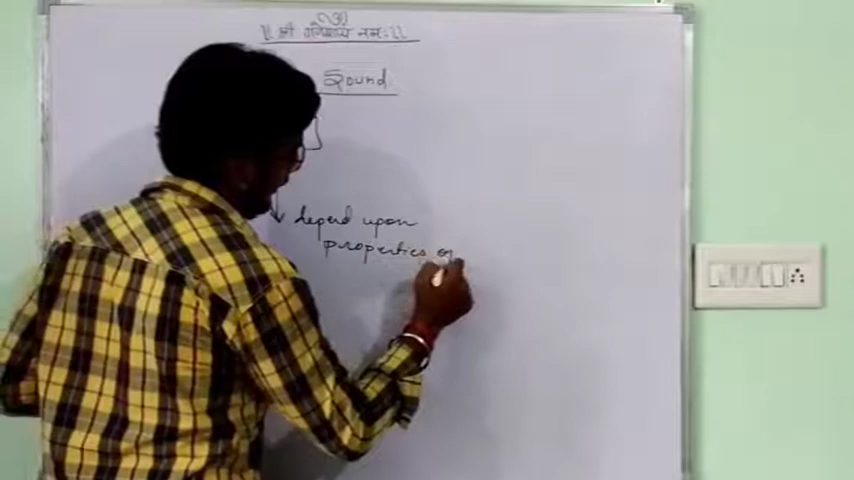 ॥ श्री गणेशाय नमः ॥
Sound
depend upon
properties of